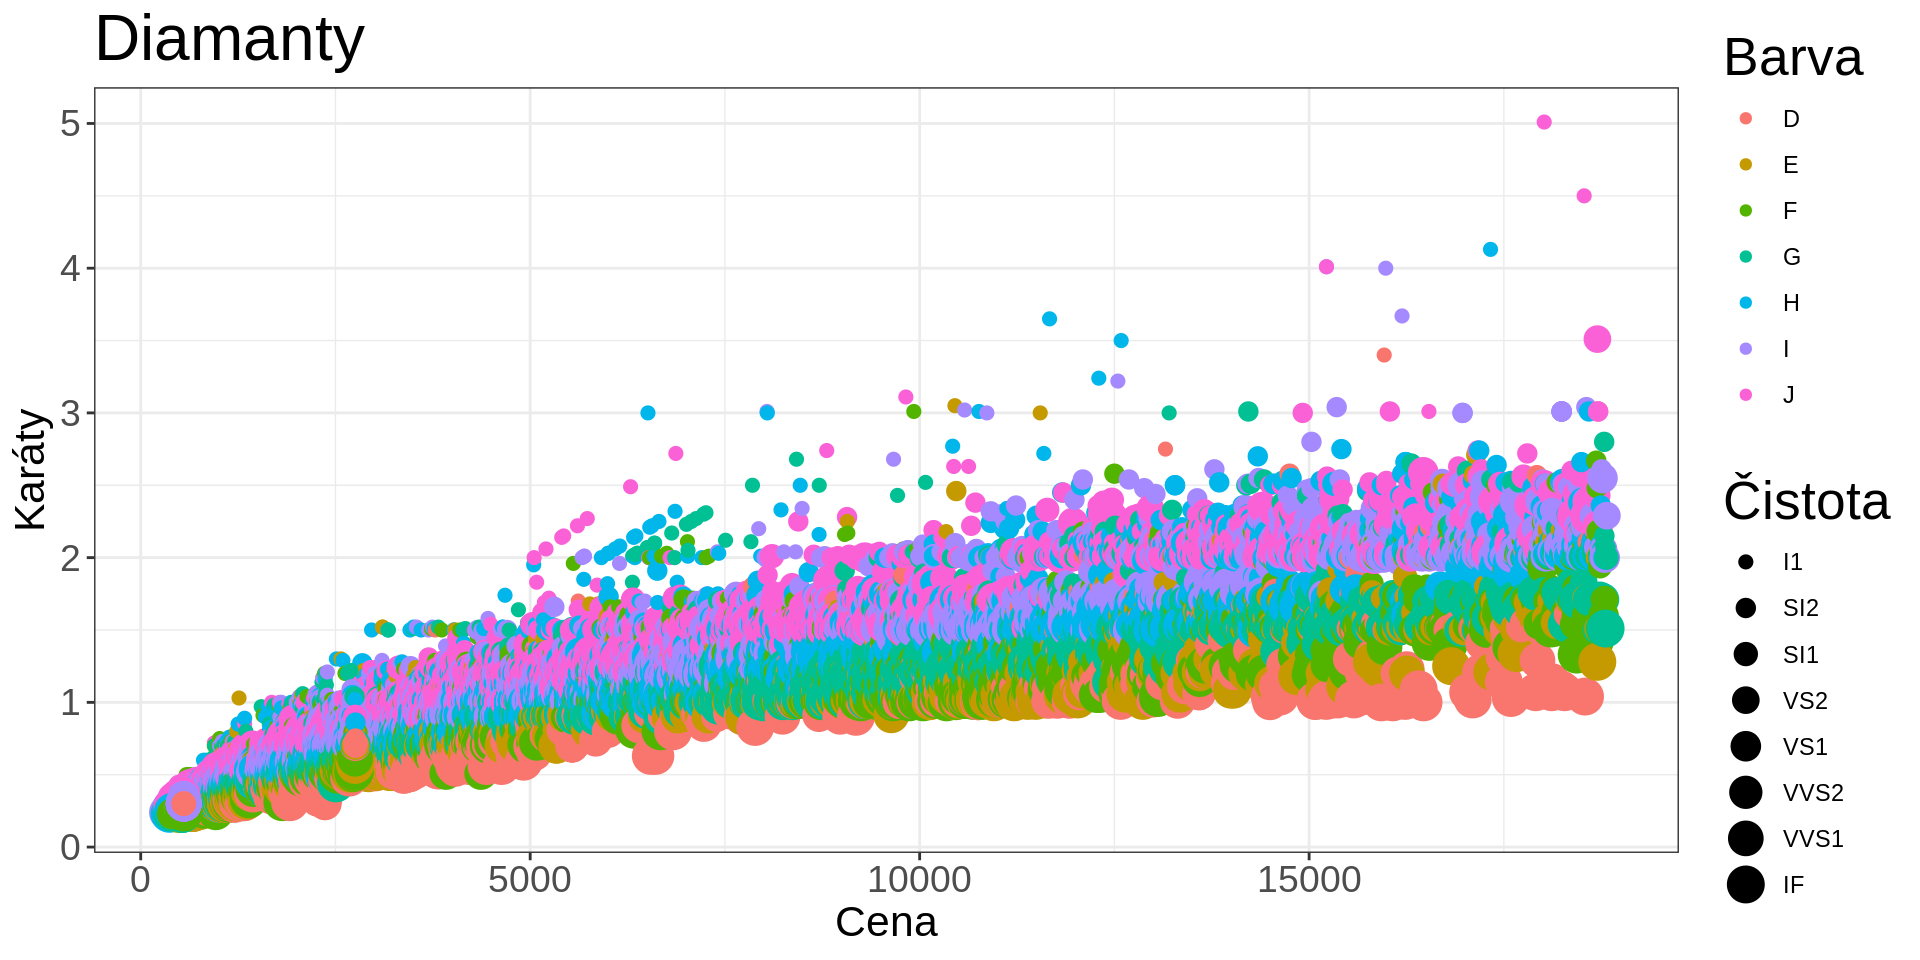 Diamanty
Karáty
5
4
3
2
1
0
0 5000 10000 15000
Cena
Barva
D
E
F
G
H
I
J
Čistota
I1
SI2
SI1
VS2
VS1
VVS2
VVS1
IF